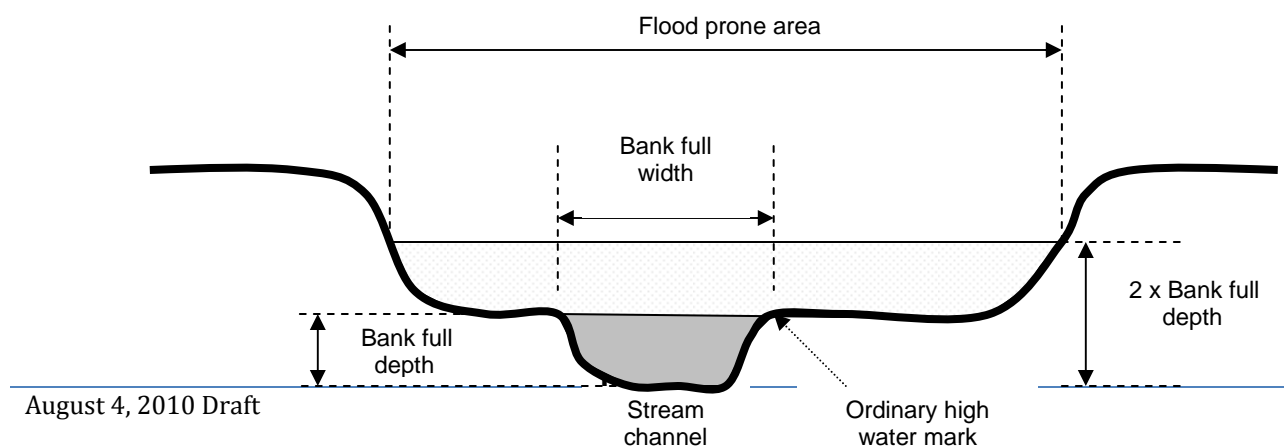 Flood prone area
Bank full
width
2 x Bank full
depth
Bank full
depth
August 4, 2010 Draft
Stream
channel
Ordinary high
water mark